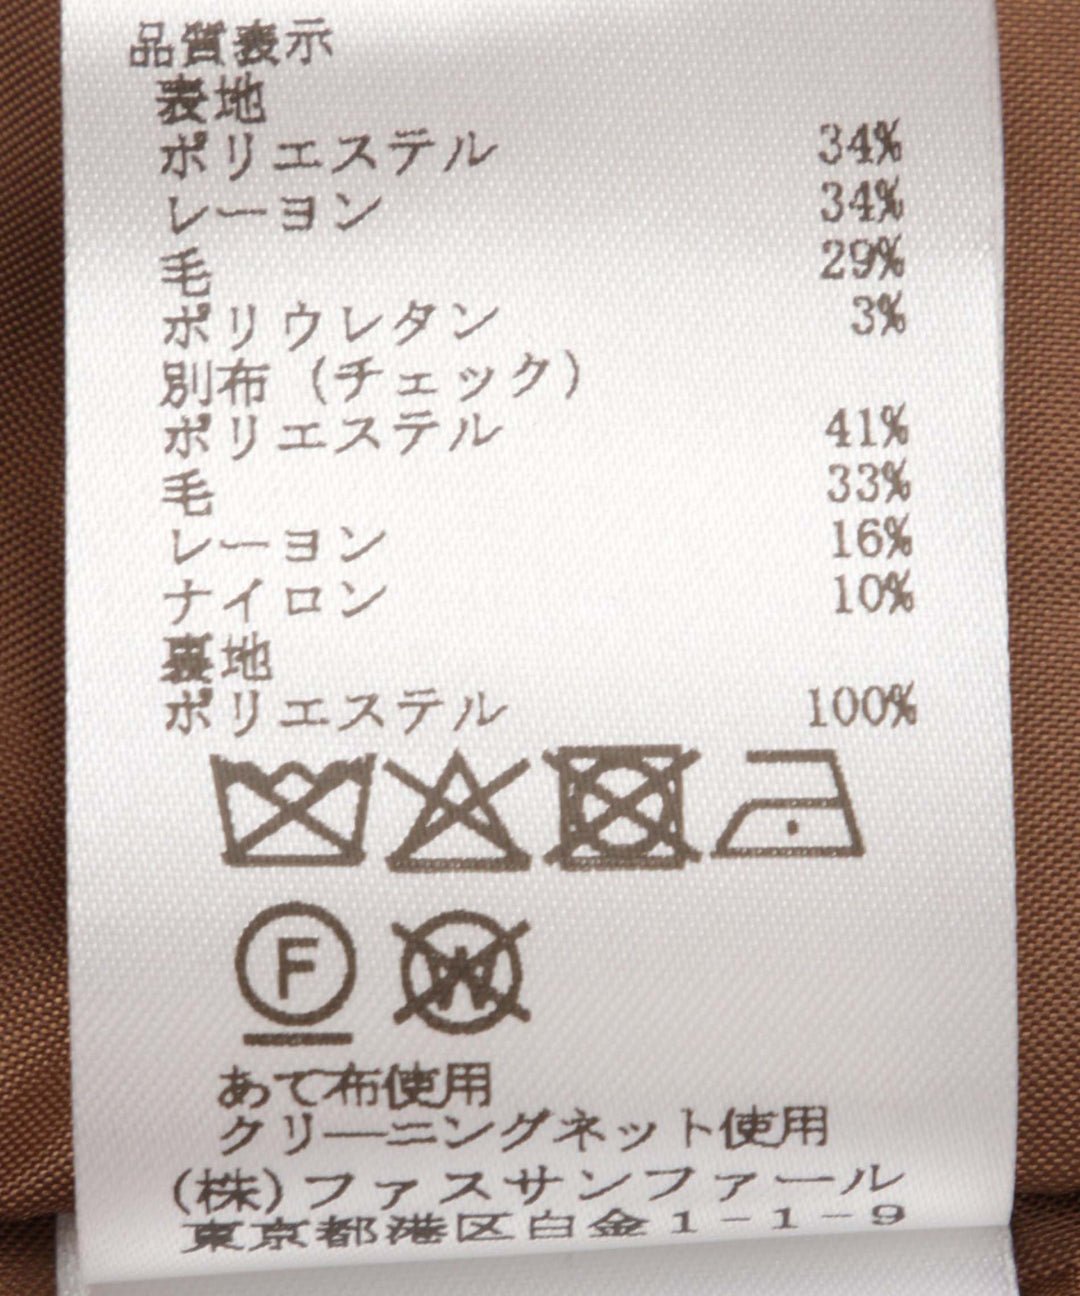 品質表示
表地
ポリエステル 34%
レーヨン 34%
毛 29%
ポリウレタン 3%
別布（チェック）
ポリエステル 41%
毛 33%
レーヨン 16%
ナイロン 10%
裏地
ポリエステル 100%
F W
あて布使用
クリーニングネット使用
(株)ファスサンファール
東京都港区白金1-1-9